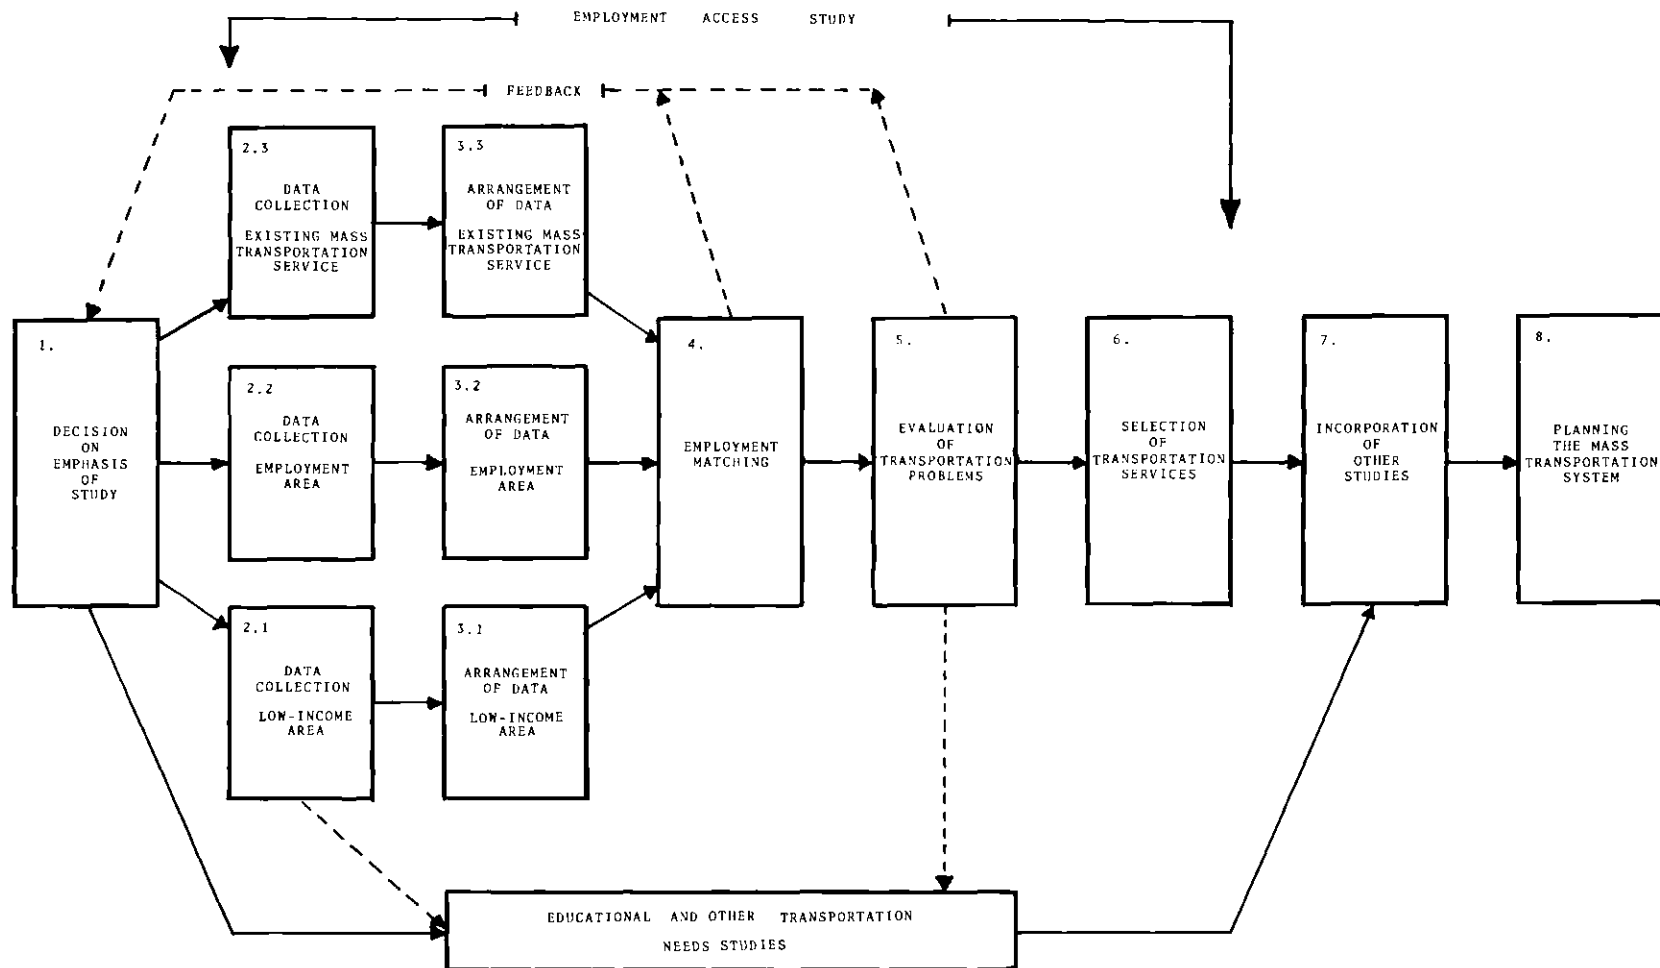 EMPLOYMENT ACCESS STUDY
FEEDBACK
2.3
DATA
COLLECTION
EXISTING MASS
TRANSPORTATION
SERVICE
3.3
ARRANGEMENT
OF DATA
EXISTING MASS
TRANSPORTATION
SERVICE
1.
DECISION
ON
EMPHASIS
OF
STUDY
2.2
DATA
COLLECTION
EMPLOYMENT
AREA
3.2
ARRANGEMENT
OF DATA
EMPLOYMENT
AREA
2.1
DATA
COLLECTION
LOW-INCOME
AREA
3.1
ARRANGEMENT
OF DATA
LOW-INCOME
AREA
4.
EMPLOYMENT
MATCHING
5.
EVALUATION
OF
TRANSPORTATION
PROBLEMS
6.
SELECTION
OF
TRANSPORTATION
SERVICES
7.
INCORPORATION
OF
OTHER
STUDIES
8.
PLANNING
THE MASS
TRANSPORTATION
SYSTEM
EDUCATIONAL AND OTHER TRANSPORTATION
NEEDS STUDIES